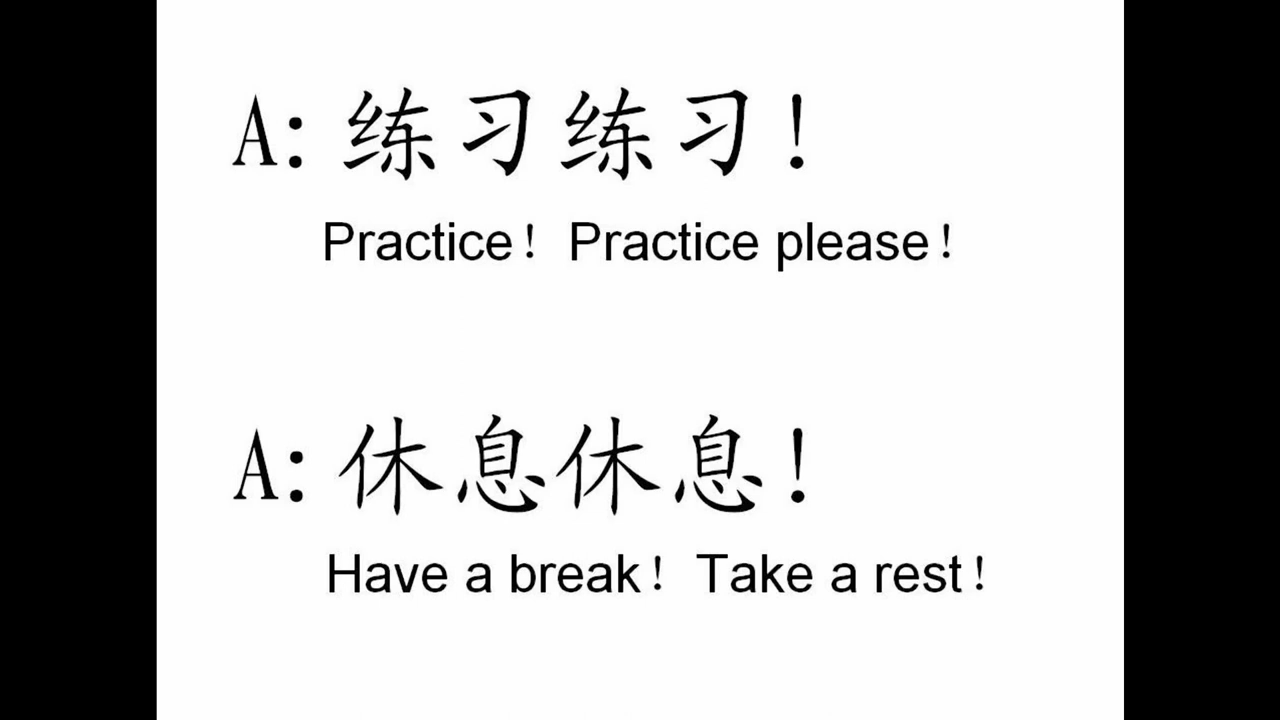 A: 练习练习!
Practice! Practice please!
A: 休息休息!
Have a break! Take a rest!